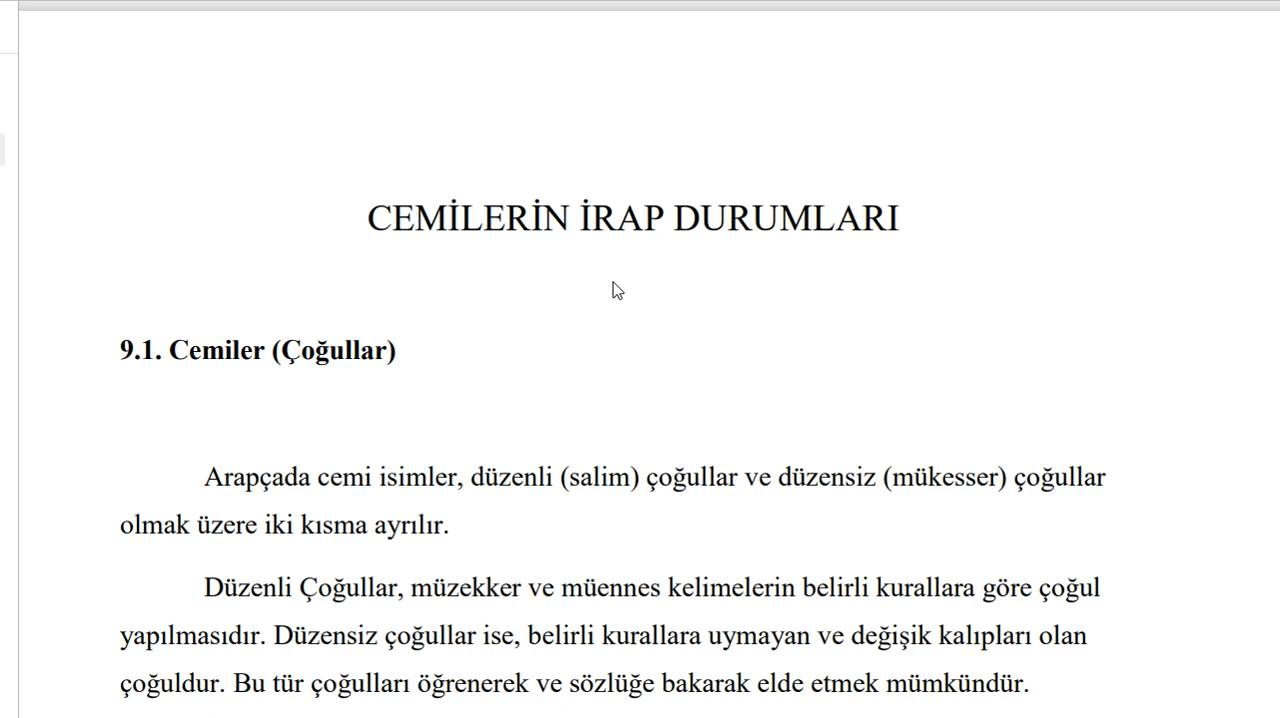 CEMİLERİN İRAP DURUMLARI
9.1. Cemiler (Çoğullar)
Arapçada cemi isimler, düzenli (salim) çoğullar ve düzensiz (mükesser) çoğullar
olmak üzere iki kısma ayrılır.
Düzenli Çoğullar, müzekker ve müennes kelimelerin belirli kurallara göre çoğul
yapılmasıdır. Düzensiz çoğullar ise, belirli kurallara uymayan ve değişik kalıpları olan
çoğuldur. Bu tür çoğulları öğrenerek ve sözlüğe bakarak elde etmek mümkündür.